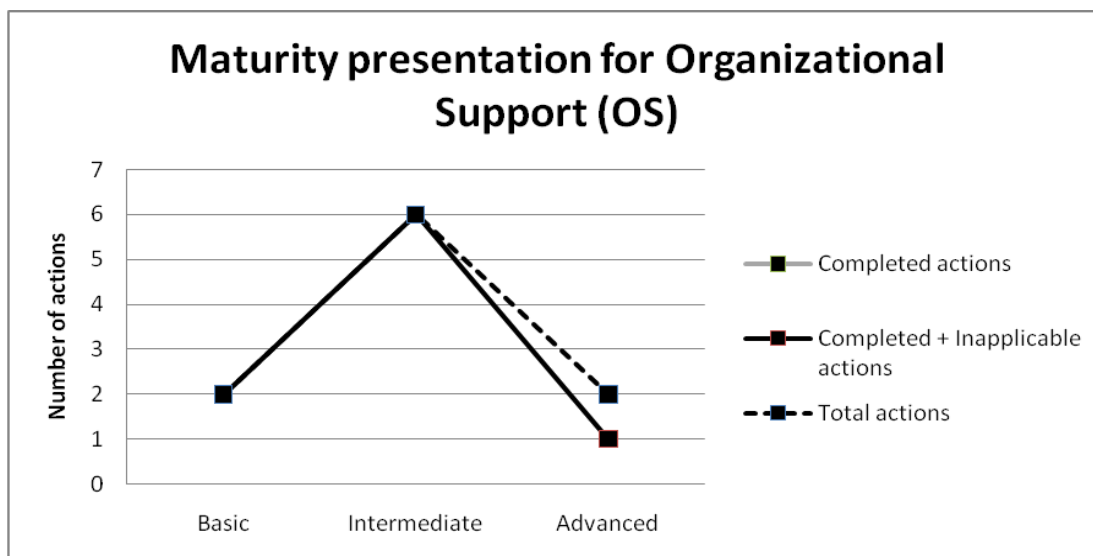 Maturity presentation for Organizational
Support (OS)
Number of actions
7
6
5
4
3
2
1
0
Basic Intermediate Advanced
Completed actions
Completed + Inapplicable
actions
Total actions